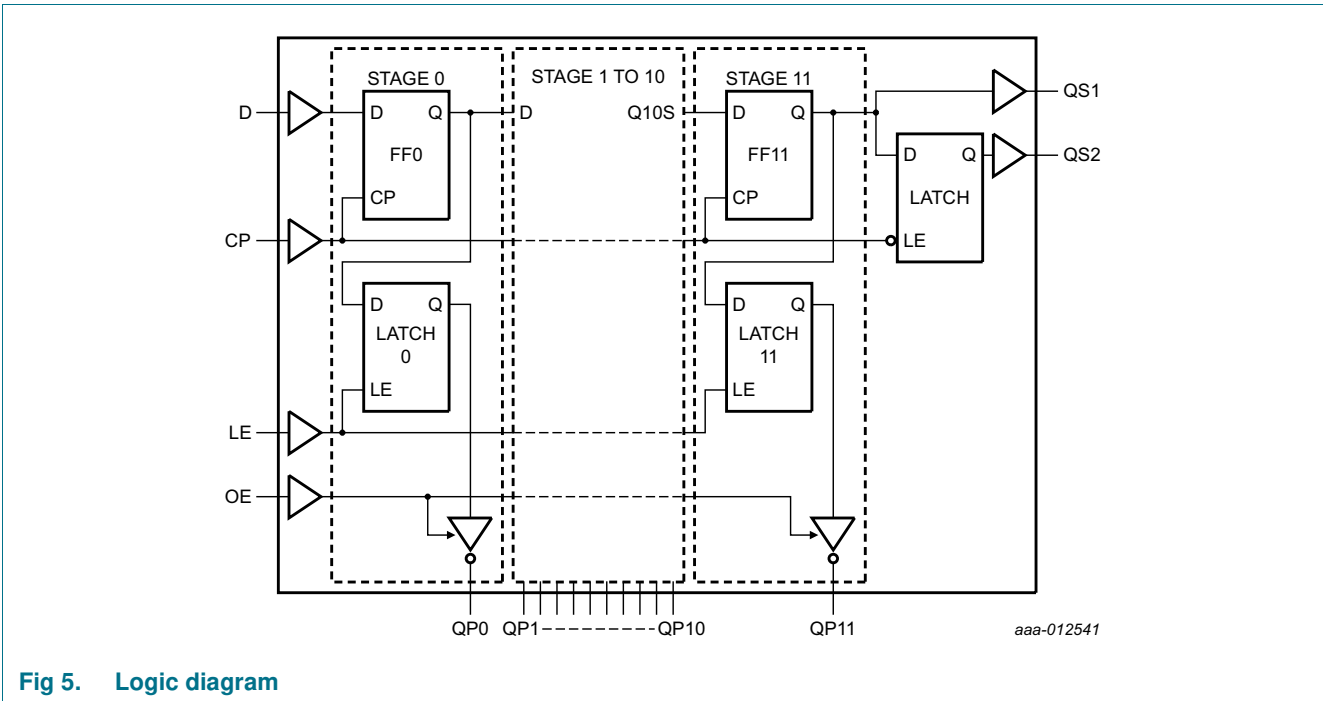 STAGE 0
STAGE 1 TO 10
STAGE 11
D
D
Q
FF0
CP
D
Q10S
D
Q
FF11
CP
QS1
D
Q
LATCH
LE
QS2
CP
D
Q
LATCH
0
LE
D
Q
LATCH
11
LE
LE
OE
QP0
QP1
QP10
QP11
aaa-012541
Fig 5. Logic diagram